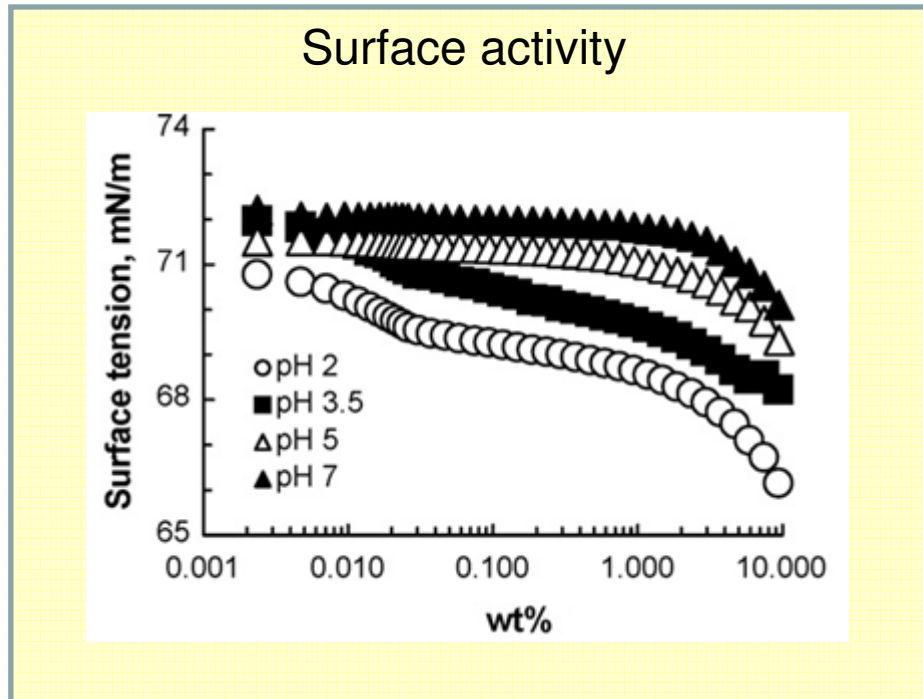 Surface activity
74
71
68
65
Surface tension, mN/m
pH 2
pH 3.5
pH 5
pH 7
0.001 0.010 0.100 1.000 10.000
wt%